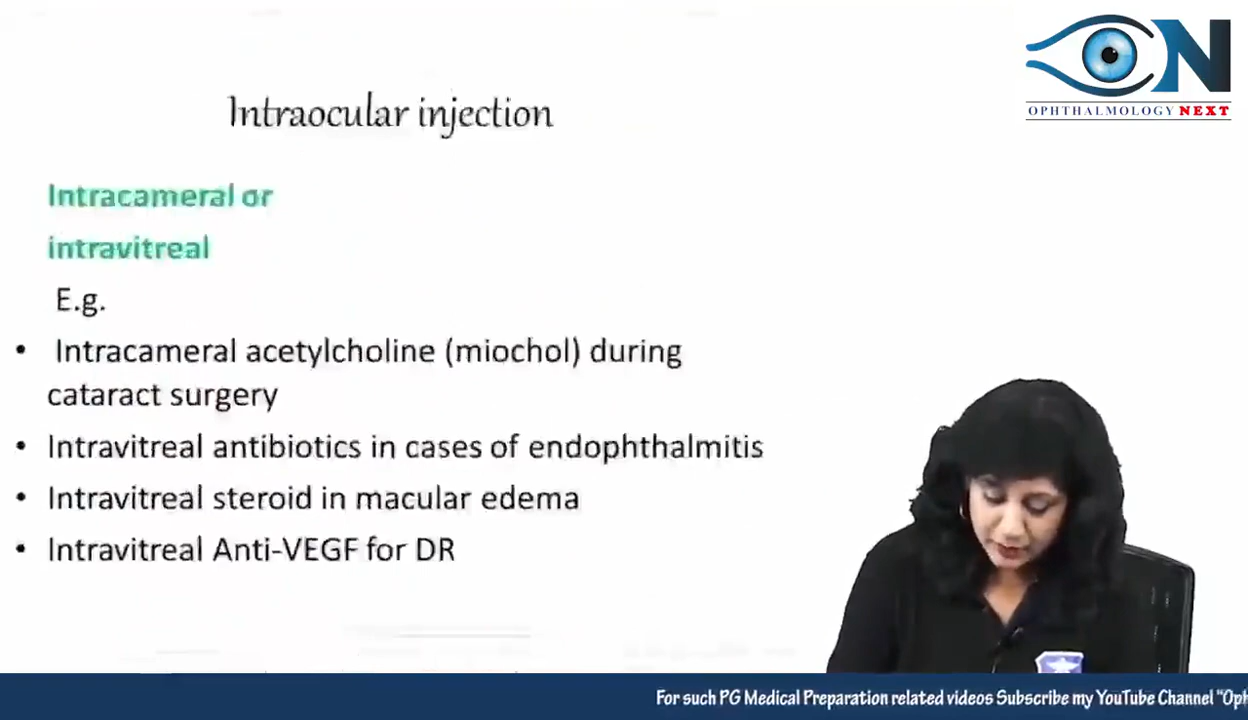 Intraocular injection
ON
OPHTHALMOLOGY NEXT
Intracameral or
intravitreal
E.g.
• Intracameral acetylcholine (miochol) during
cataract surgery
• Intravitreal antibiotics in cases of endophthalmitis
• Intravitreal steroid in macular edema
• Intravitreal Anti-VEGF for DR
For such PG Medical Preparation related videos Subscribe my YouTube Channel "Oph